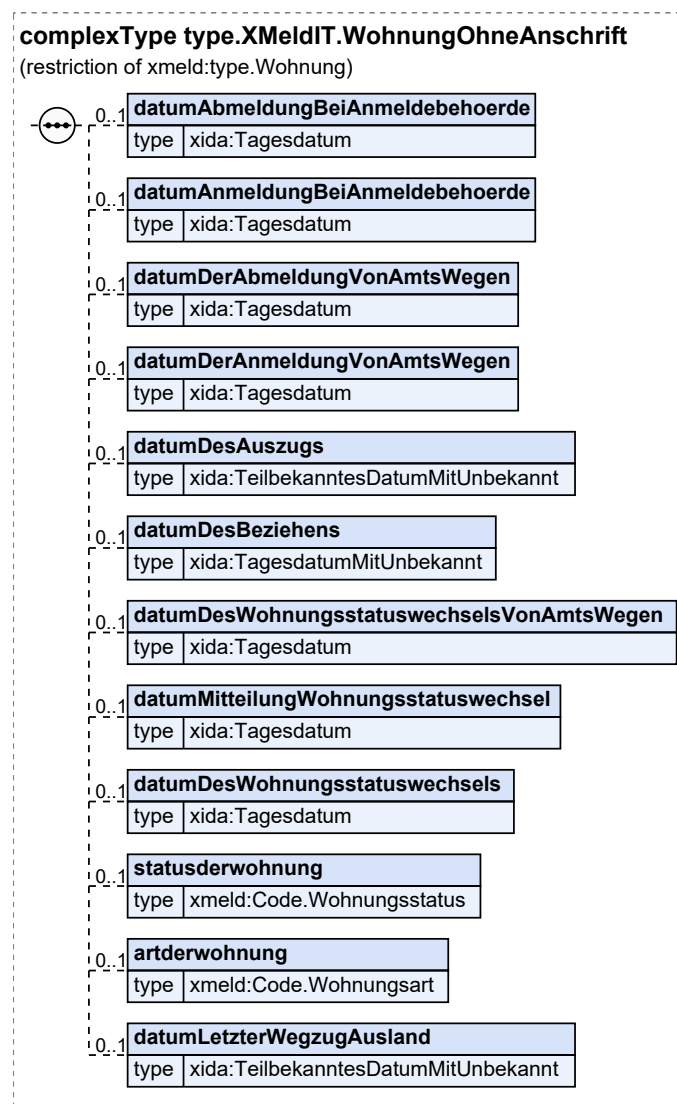 complexType type.XMeldIT.WohnungOhneAnschrift
(restriction of xmeld:type.Wohnung)
0..1 datumAbmeldungBeiAnmeldebehoerde
type xida:Tagesdatum
0..1 datumAnmeldungBeiAnmeldebehoerde
type xida:Tagesdatum
0..1 datumDerAbmeldungVonAmtsWegen
type xida:Tagesdatum
0..1 datumDerAnmeldungVonAmtsWegen
type xida:Tagesdatum
0..1 datumDesAuszugs
type xida:TeilbekanntesDatumMitUnbekannt
0..1 datumDesBeziehens
type xida:TagesdatumMitUnbekannt
0..1 datumDesWohnungsstatuswechselsVonAmtsWegen
type xida:Tagesdatum
0..1 datumMitteilungWohnungsstatuswechsel
type xida:Tagesdatum
0..1 datumDesWohnungsstatuswechsels
type xida:Tagesdatum
0..1 statusderwohnung
type xmeld:Code.Wohnungsstatus
0..1 artderwohnung
type xmeld:Code.Wohnungsart
0..1 datumLetzterWegzugAusland
type xida:TeilbekanntesDatumMitUnbekannt